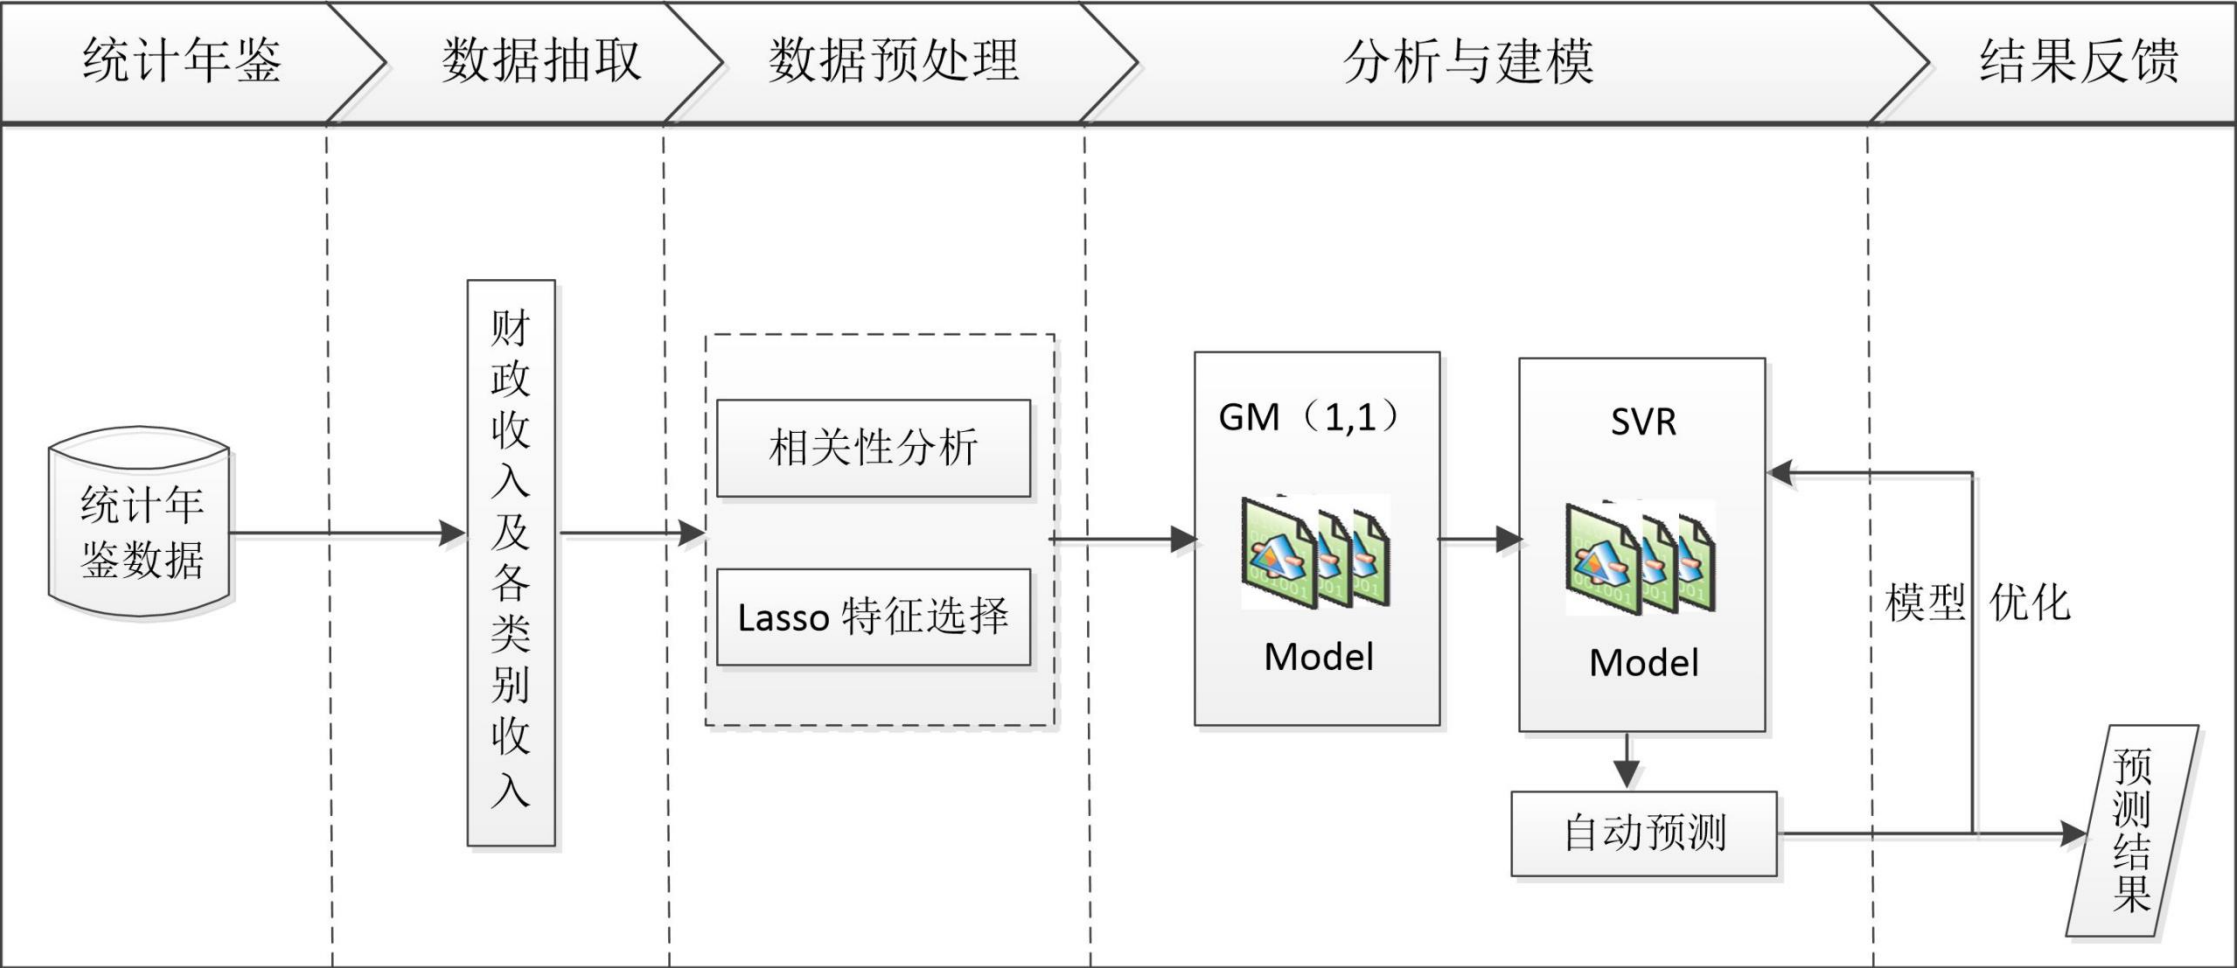 统计年鉴
数据抽取
数据预处理
分析与建模
结果反馈
统计年
鉴数据
财政收入及各类别收入
相关性分析
Lasso 特征选择
GM（1,1）
Model
SVR
Model
自动预测
模型 优化
预测结果